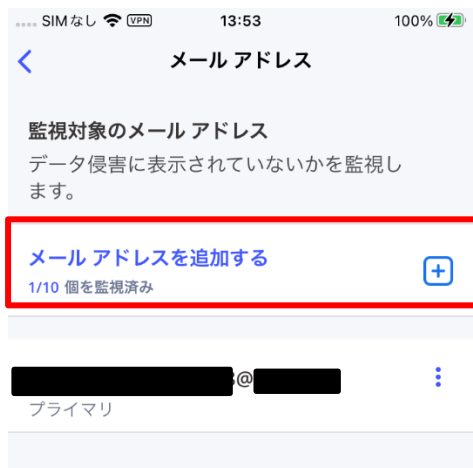 SIMなし VPN 13:53 100%
メール アドレス
監視対象のメール アドレス
データ侵害に表示されていないかを監視し
ます。
メール アドレスを追加する
1/10 個を監視済み
@
プライマリ